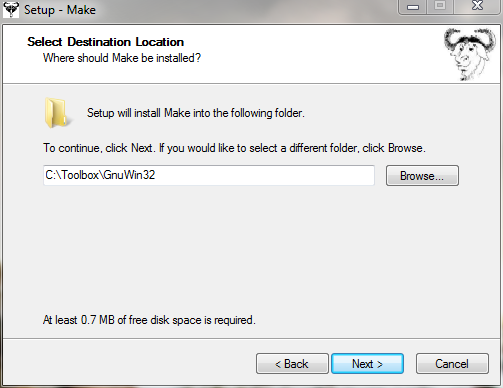 Setup - Make
Select Destination Location
Where should Make be installed?
Setup will install Make into the following folder.
To continue, click Next. If you would like to select a different folder, click Browse.
C:\Toolbox\GnuWin32
Browse...
At least 0.7 MB of free disk space is required.
< Back
Next >
Cancel